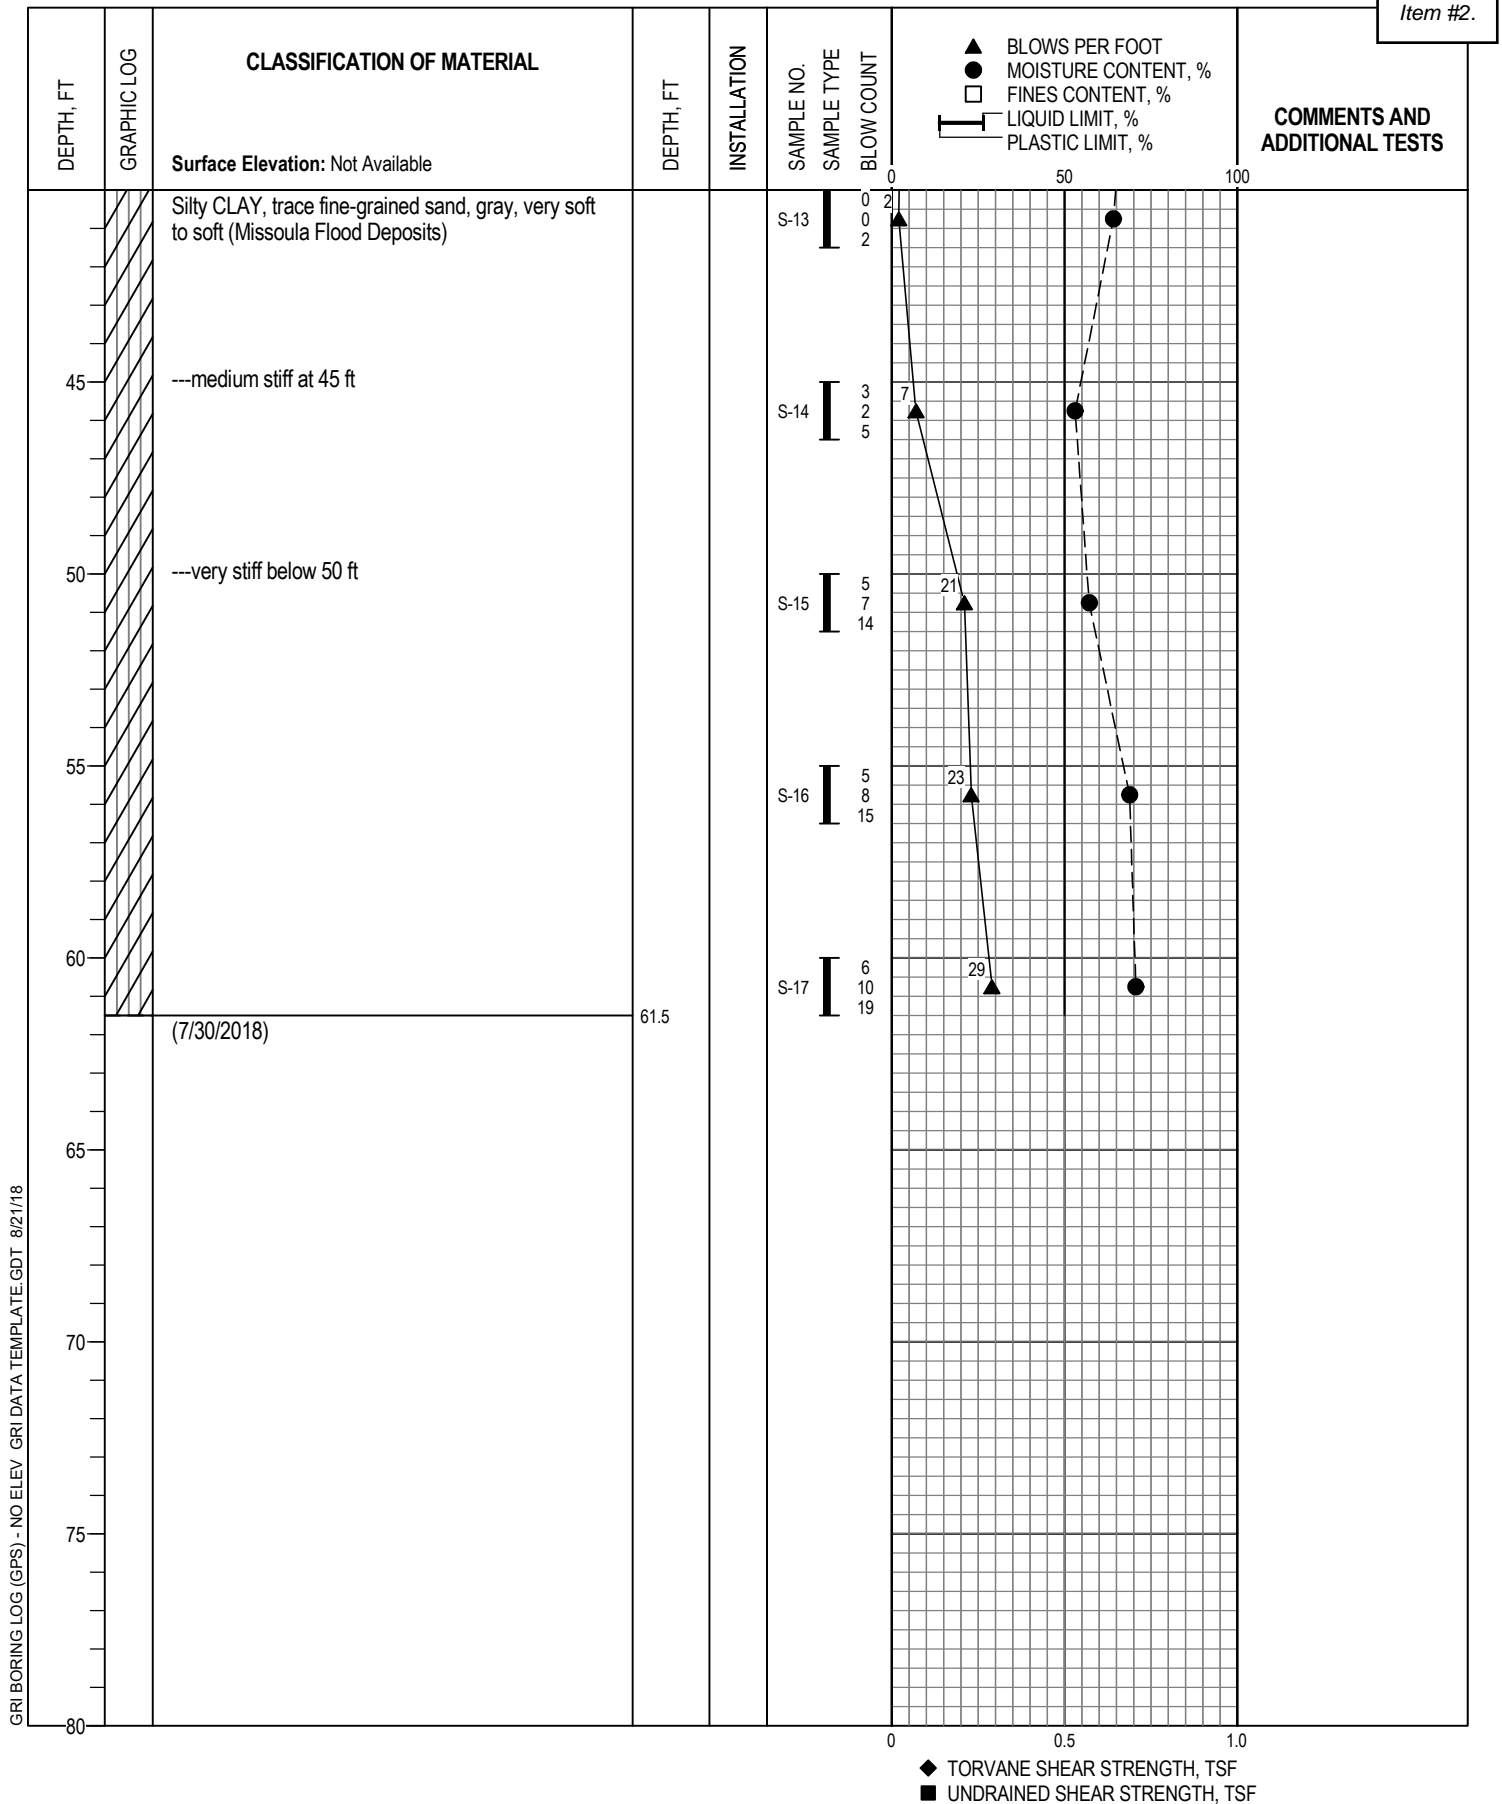 Item #2.
DEPTH, FT
GRAPHIC LOG
CLASSIFICATION OF MATERIAL
Surface Elevation: Not Available
DEPTH, FT
INSTALLATION
SAMPLE NO.
SAMPLE TYPE
BLOW COUNT
BLOWS PER FOOT
MOISTURE CONTENT, %
FINES CONTENT, %
LIQUID LIMIT, %
PLASTIC LIMIT, %
COMMENTS AND
ADDITIONAL TESTS
0 50 100
Silty CLAY, trace fine-grained sand, gray, very soft
to soft (Missoula Flood Deposits)
S-13
0
0
2
2
45
---medium stiff at 45 ft
S-14
3
2
5
7
50
---very stiff below 50 ft
S-15
5
7
14
21
55
S-16
5
8
15
23
60
S-17
6
10
19
29
61.5
(7/30/2018)
65
70
75
80
0 0.5 1.0
TORVANE SHEAR STRENGTH, TSF
UNDRAINED SHEAR STRENGTH, TSF
GRI BORING LOG (GPS) - NO ELEV GRI DATA TEMPLATE.GDT 8/21/18